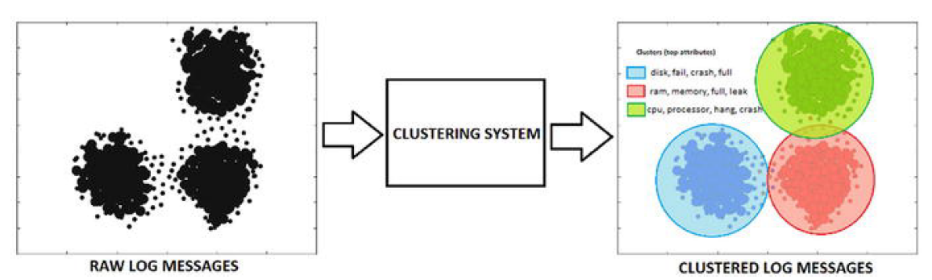 Clusters (top attributes)
disk, fail, crash, full
ram, memory, full, leak
cpu, processor, hang, crash
CLUSTERING SYSTEM
RAW LOG MESSAGES
CLUSTERED LOG MESSAGES